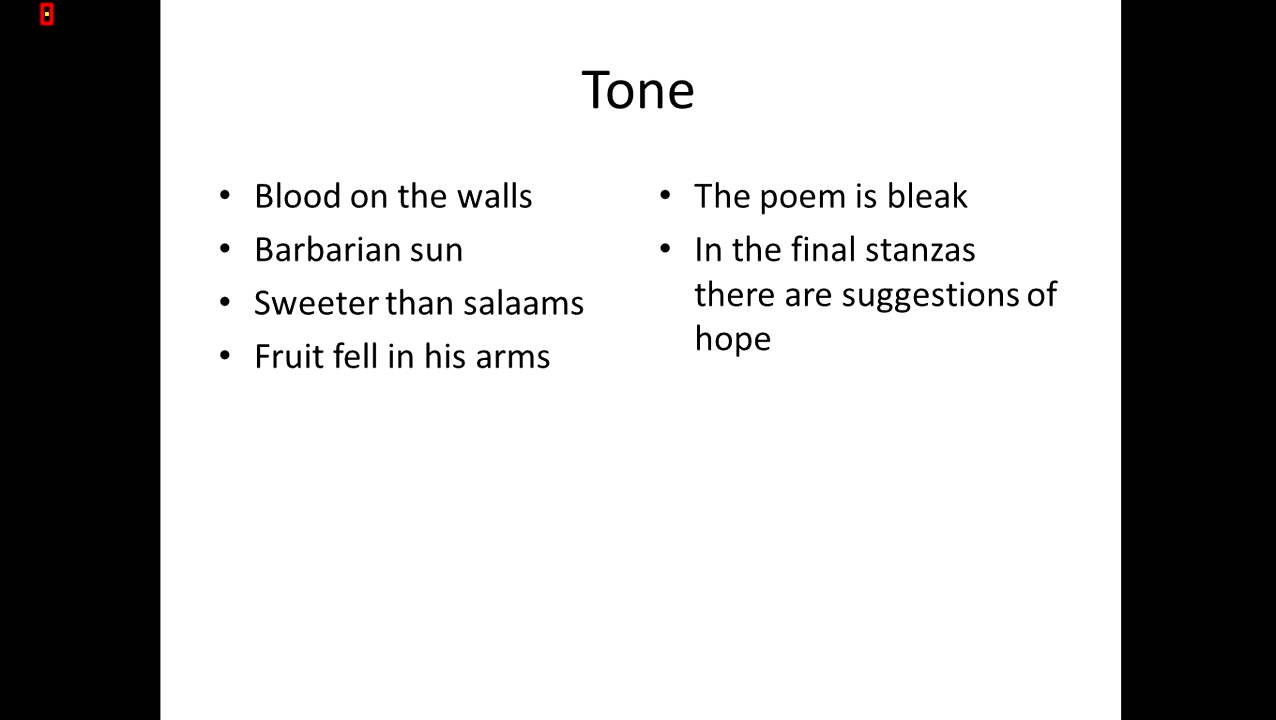 Tone
• Blood on the walls
• Barbarian sun
• Sweeter than salaams
• Fruit fell in his arms
• The poem is bleak
• In the final stanzas
there are suggestions of
hope